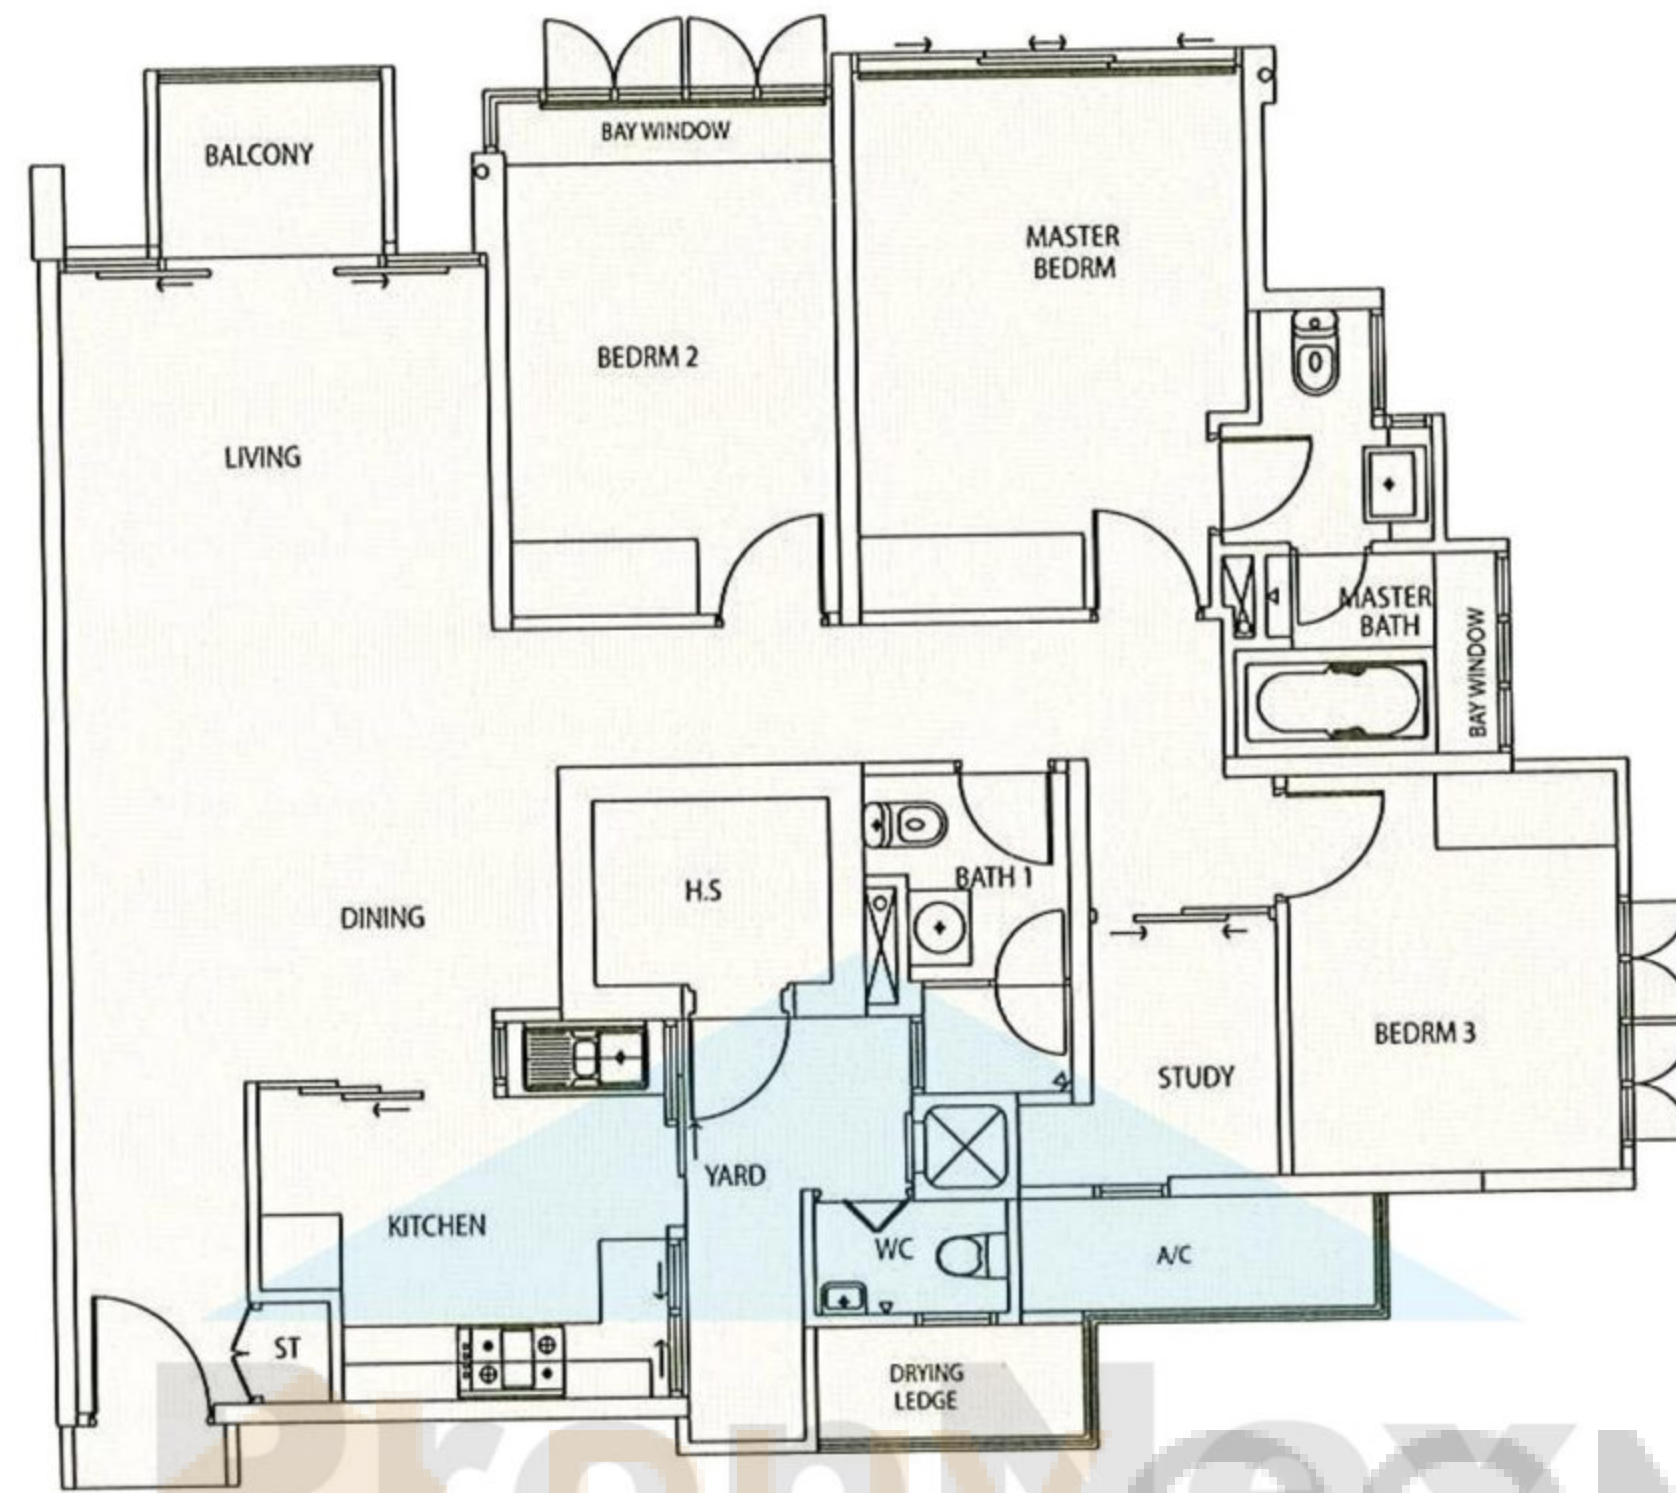 BALCONY
BAY WINDOW
MASTER
BEDRM
BEDRM 2
LIVING
MASTER
BATH
BAY WINDOW
H.S
BATH 1
DINING
BEDRM 3
STUDY
YARD
KITCHEN
WC
A/C
ST
DRYING
LEDGE